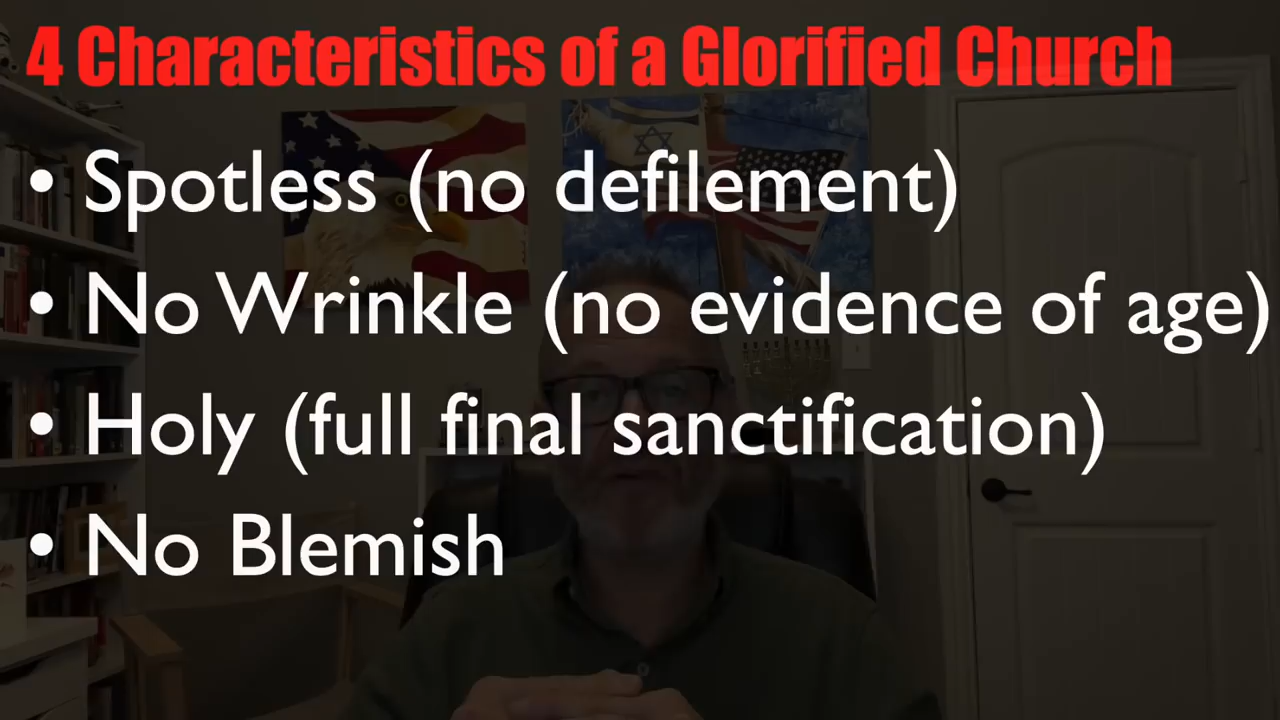 4 Characteristics of a Glorified Church
• Spotless (no defilement)
• No Wrinkle (no evidence of age)
• Holy (full final sanctification)
• No Blemish